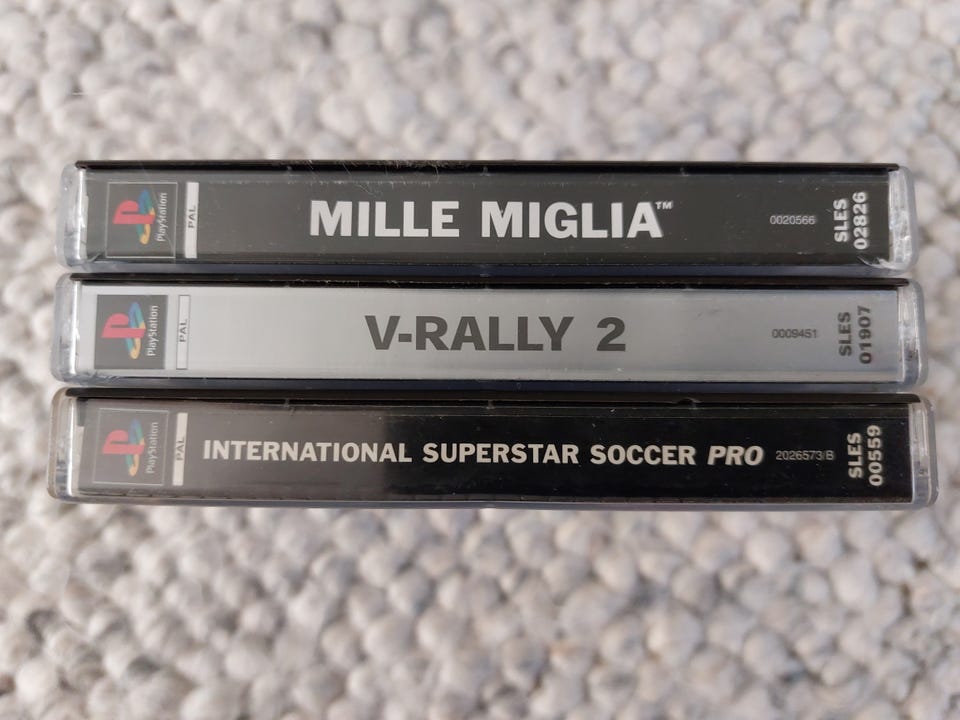 PlayStation
PAL
MILLE MIGLIA™
0020566
SLES
02826
PlayStation
PAL
V-RALLY 2
0009451
SLES
01907
PlayStation
PAL
INTERNATIONAL SUPERSTAR SOCCER PRO
2026573/B
SLES
00559